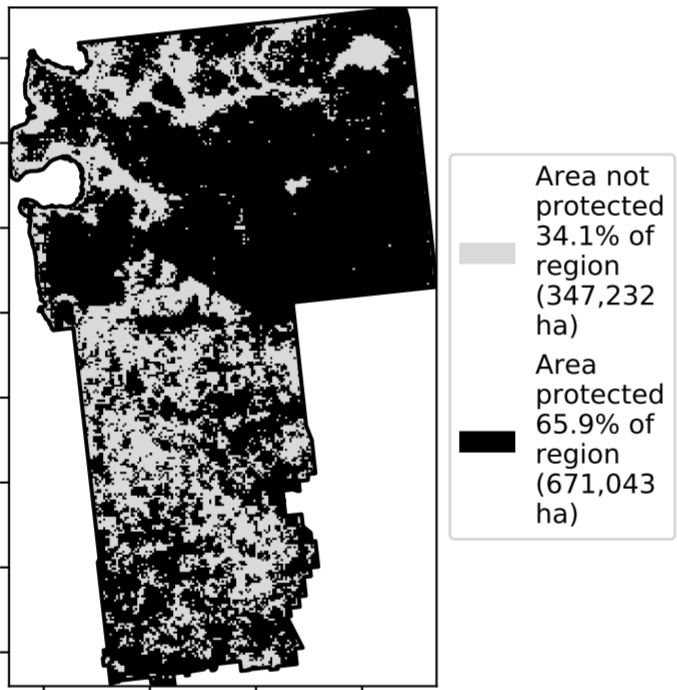 Area not
protected
34.1% of
region
(347,232
ha)
Area
protected
65.9% of
region
(671,043
ha)